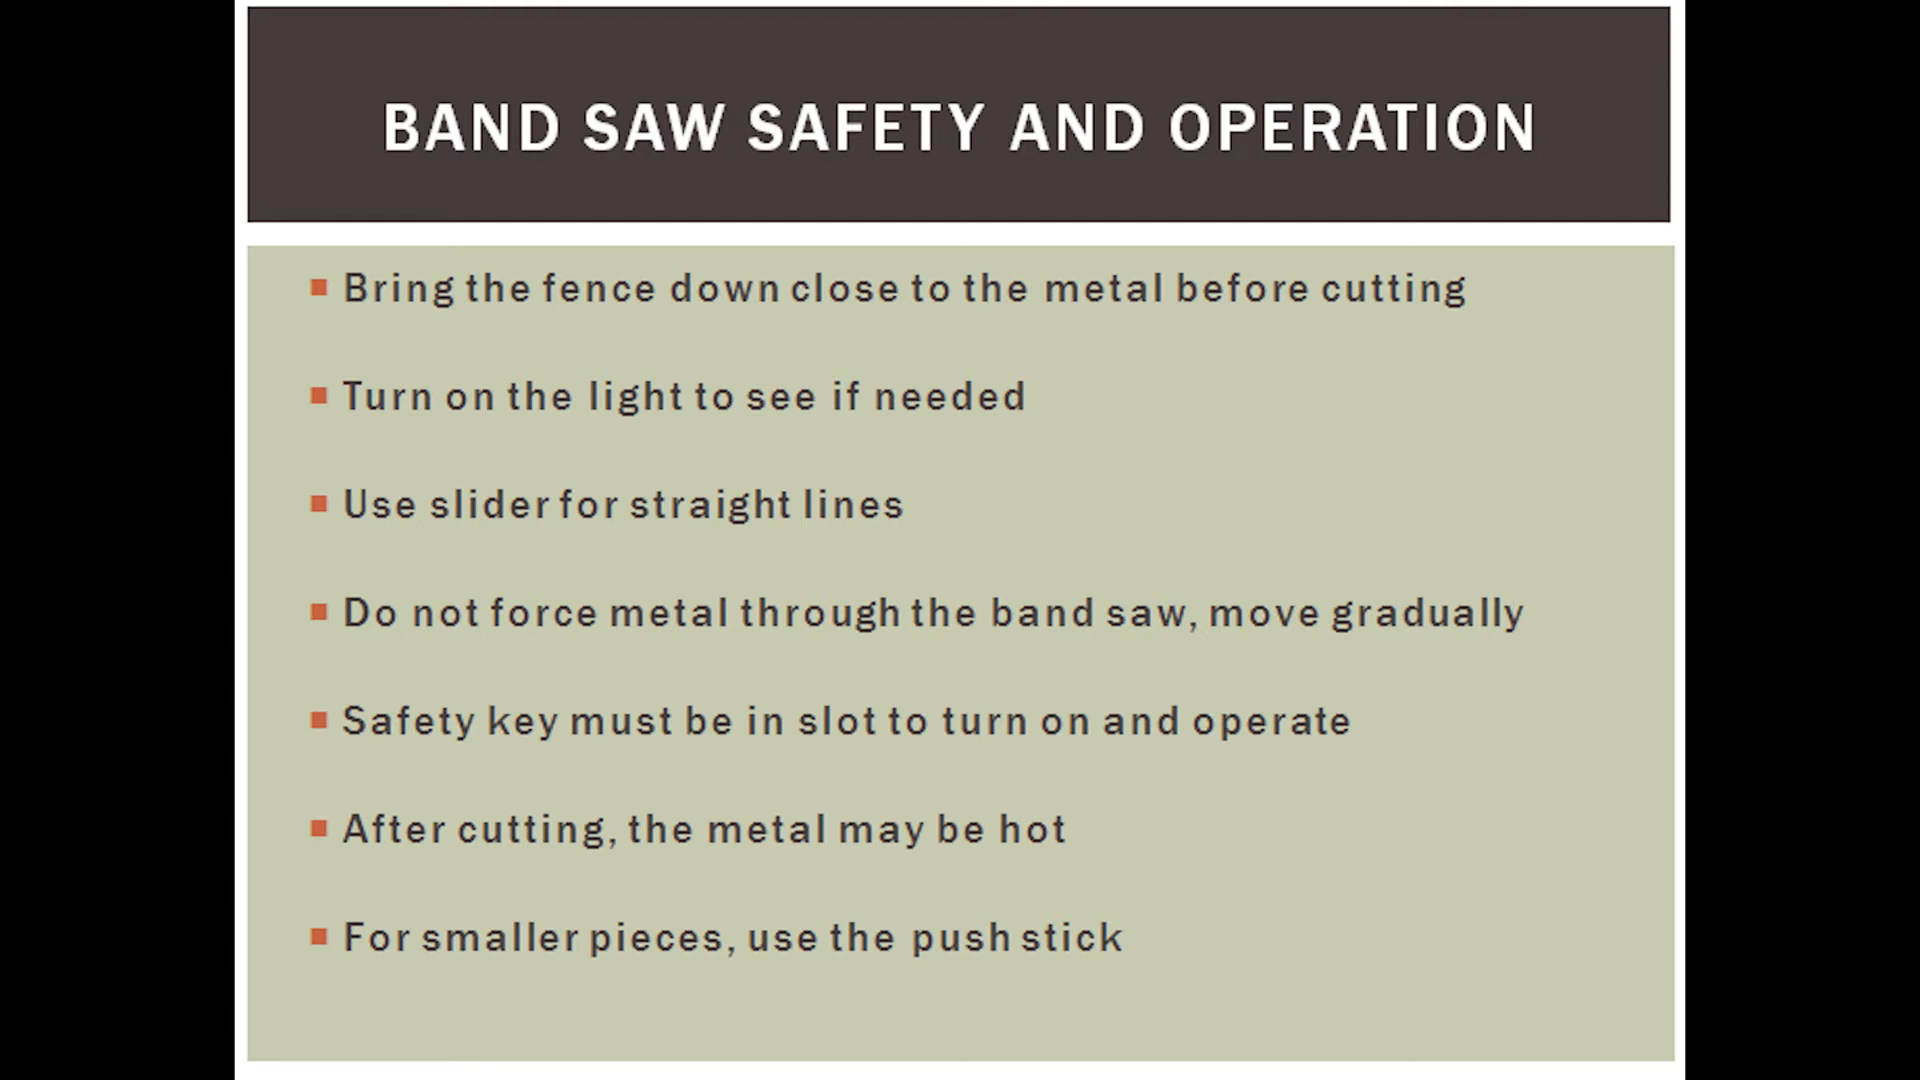 BAND SAW SAFETY AND OPERATION
Bring the fence down close to the metal before cutting
Turn on the light to see if needed
Use slider for straight lines
Do not force metal through the band saw, move gradually
Safety key must be in slot to turn on and operate
After cutting, the metal may be hot
For smaller pieces, use the push stick